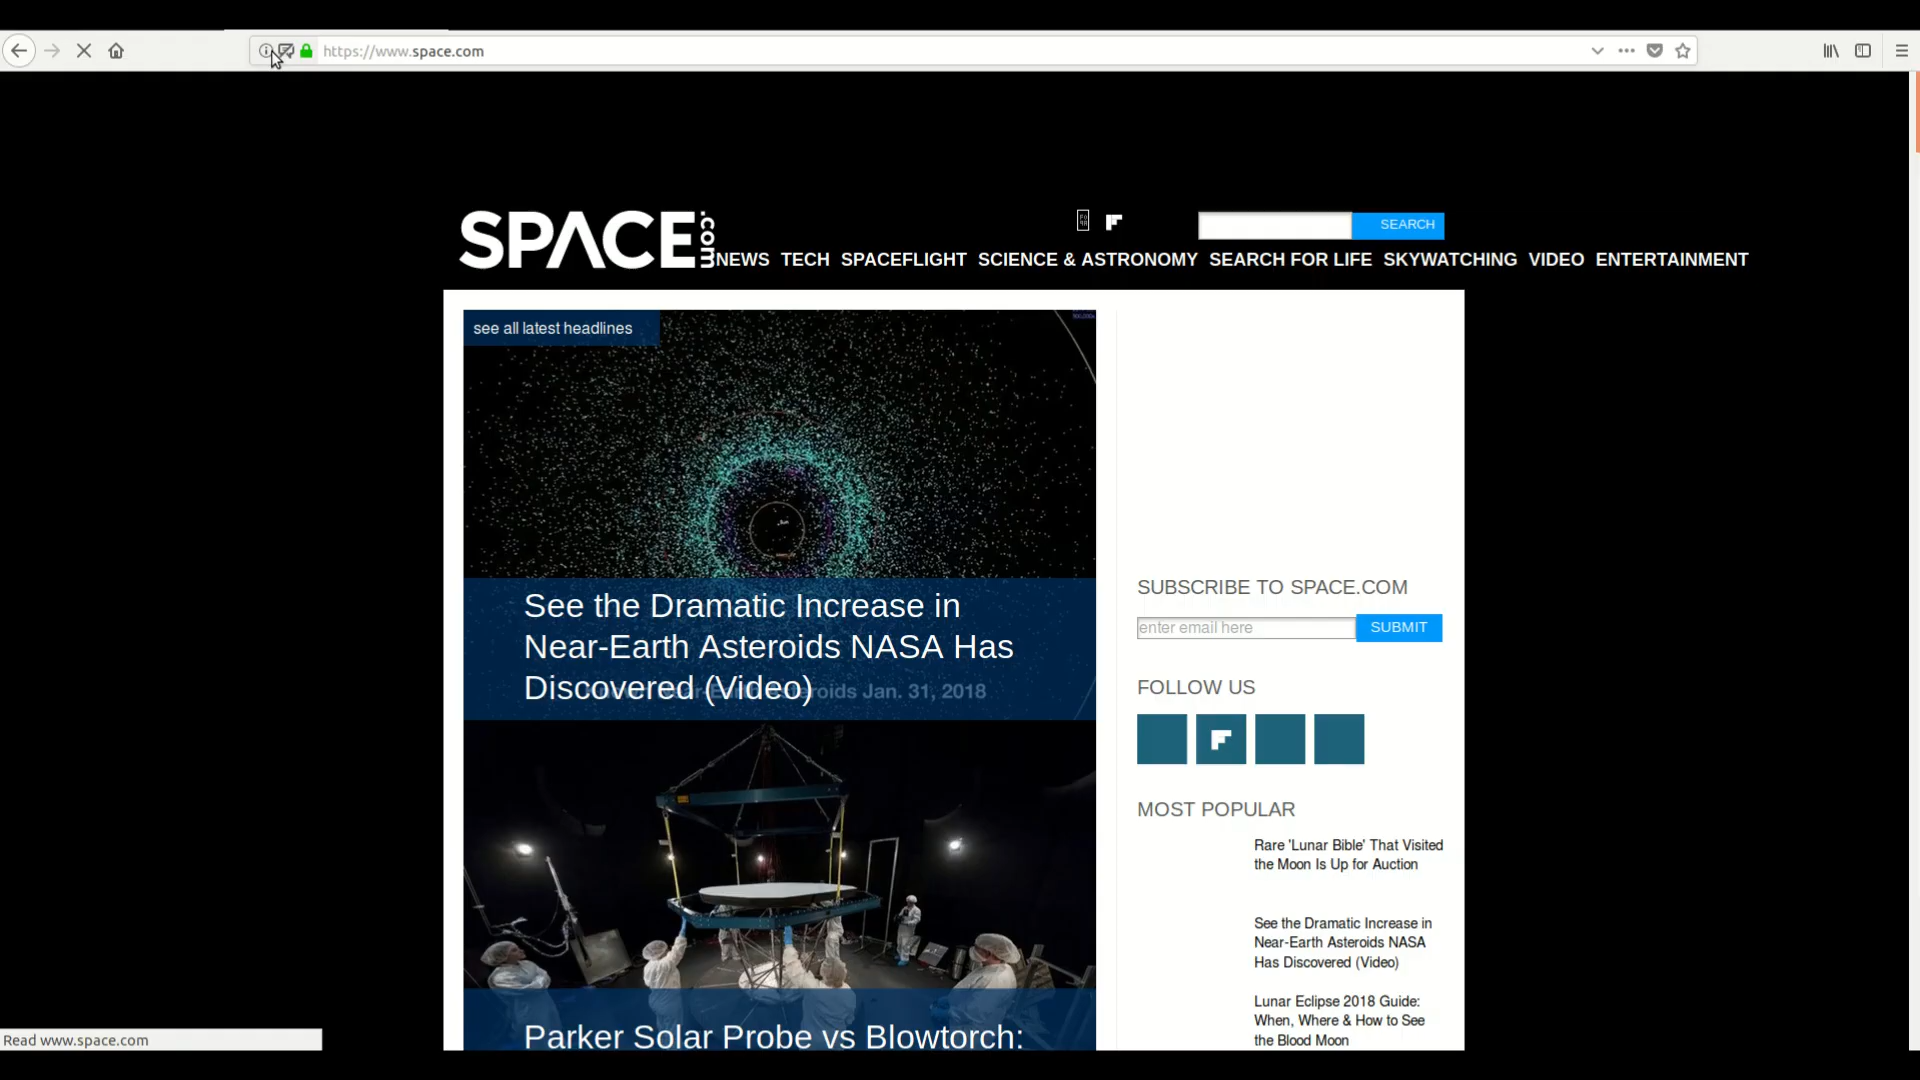 https://www.space.com
SPACE.com
SEARCH
NEWS TECH SPACEFLIGHT SCIENCE & ASTRONOMY SEARCH FOR LIFE SKYWATCHING VIDEO ENTERTAINMENT
see all latest headlines
See the Dramatic Increase in
Near-Earth Asteroids NASA Has
Discovered (Video)
Asteroids Jan. 31, 2018
Parker Solar Probe vs Blowtorch:
SUBSCRIBE TO SPACE.COM
enter email here
SUBMIT
FOLLOW US
MOST POPULAR
Rare 'Lunar Bible' That Visited
the Moon Is Up for Auction
See the Dramatic Increase in
Near-Earth Asteroids NASA
Has Discovered (Video)
Lunar Eclipse 2018 Guide:
When, Where & How to See
the Blood Moon
Read www.space.com